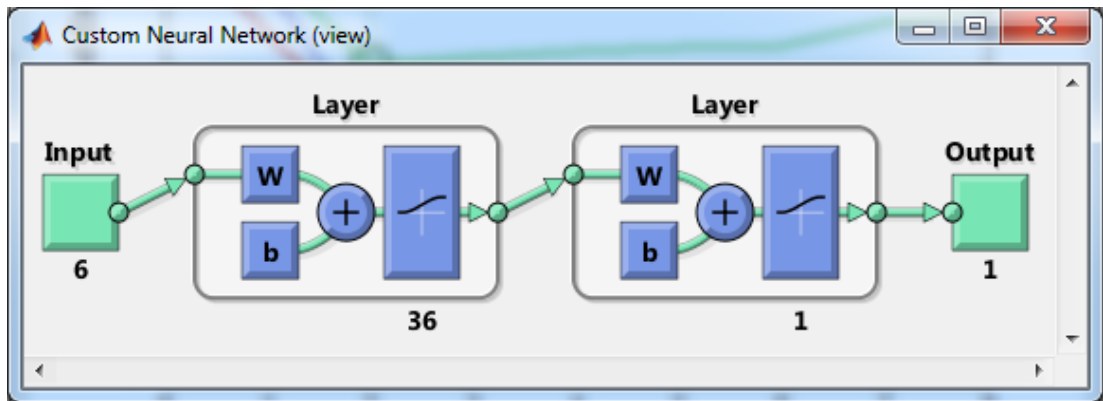 Custom Neural Network (view)
Layer
Layer
Input
Output
W
W
+
+
b
b
6
1
36
1